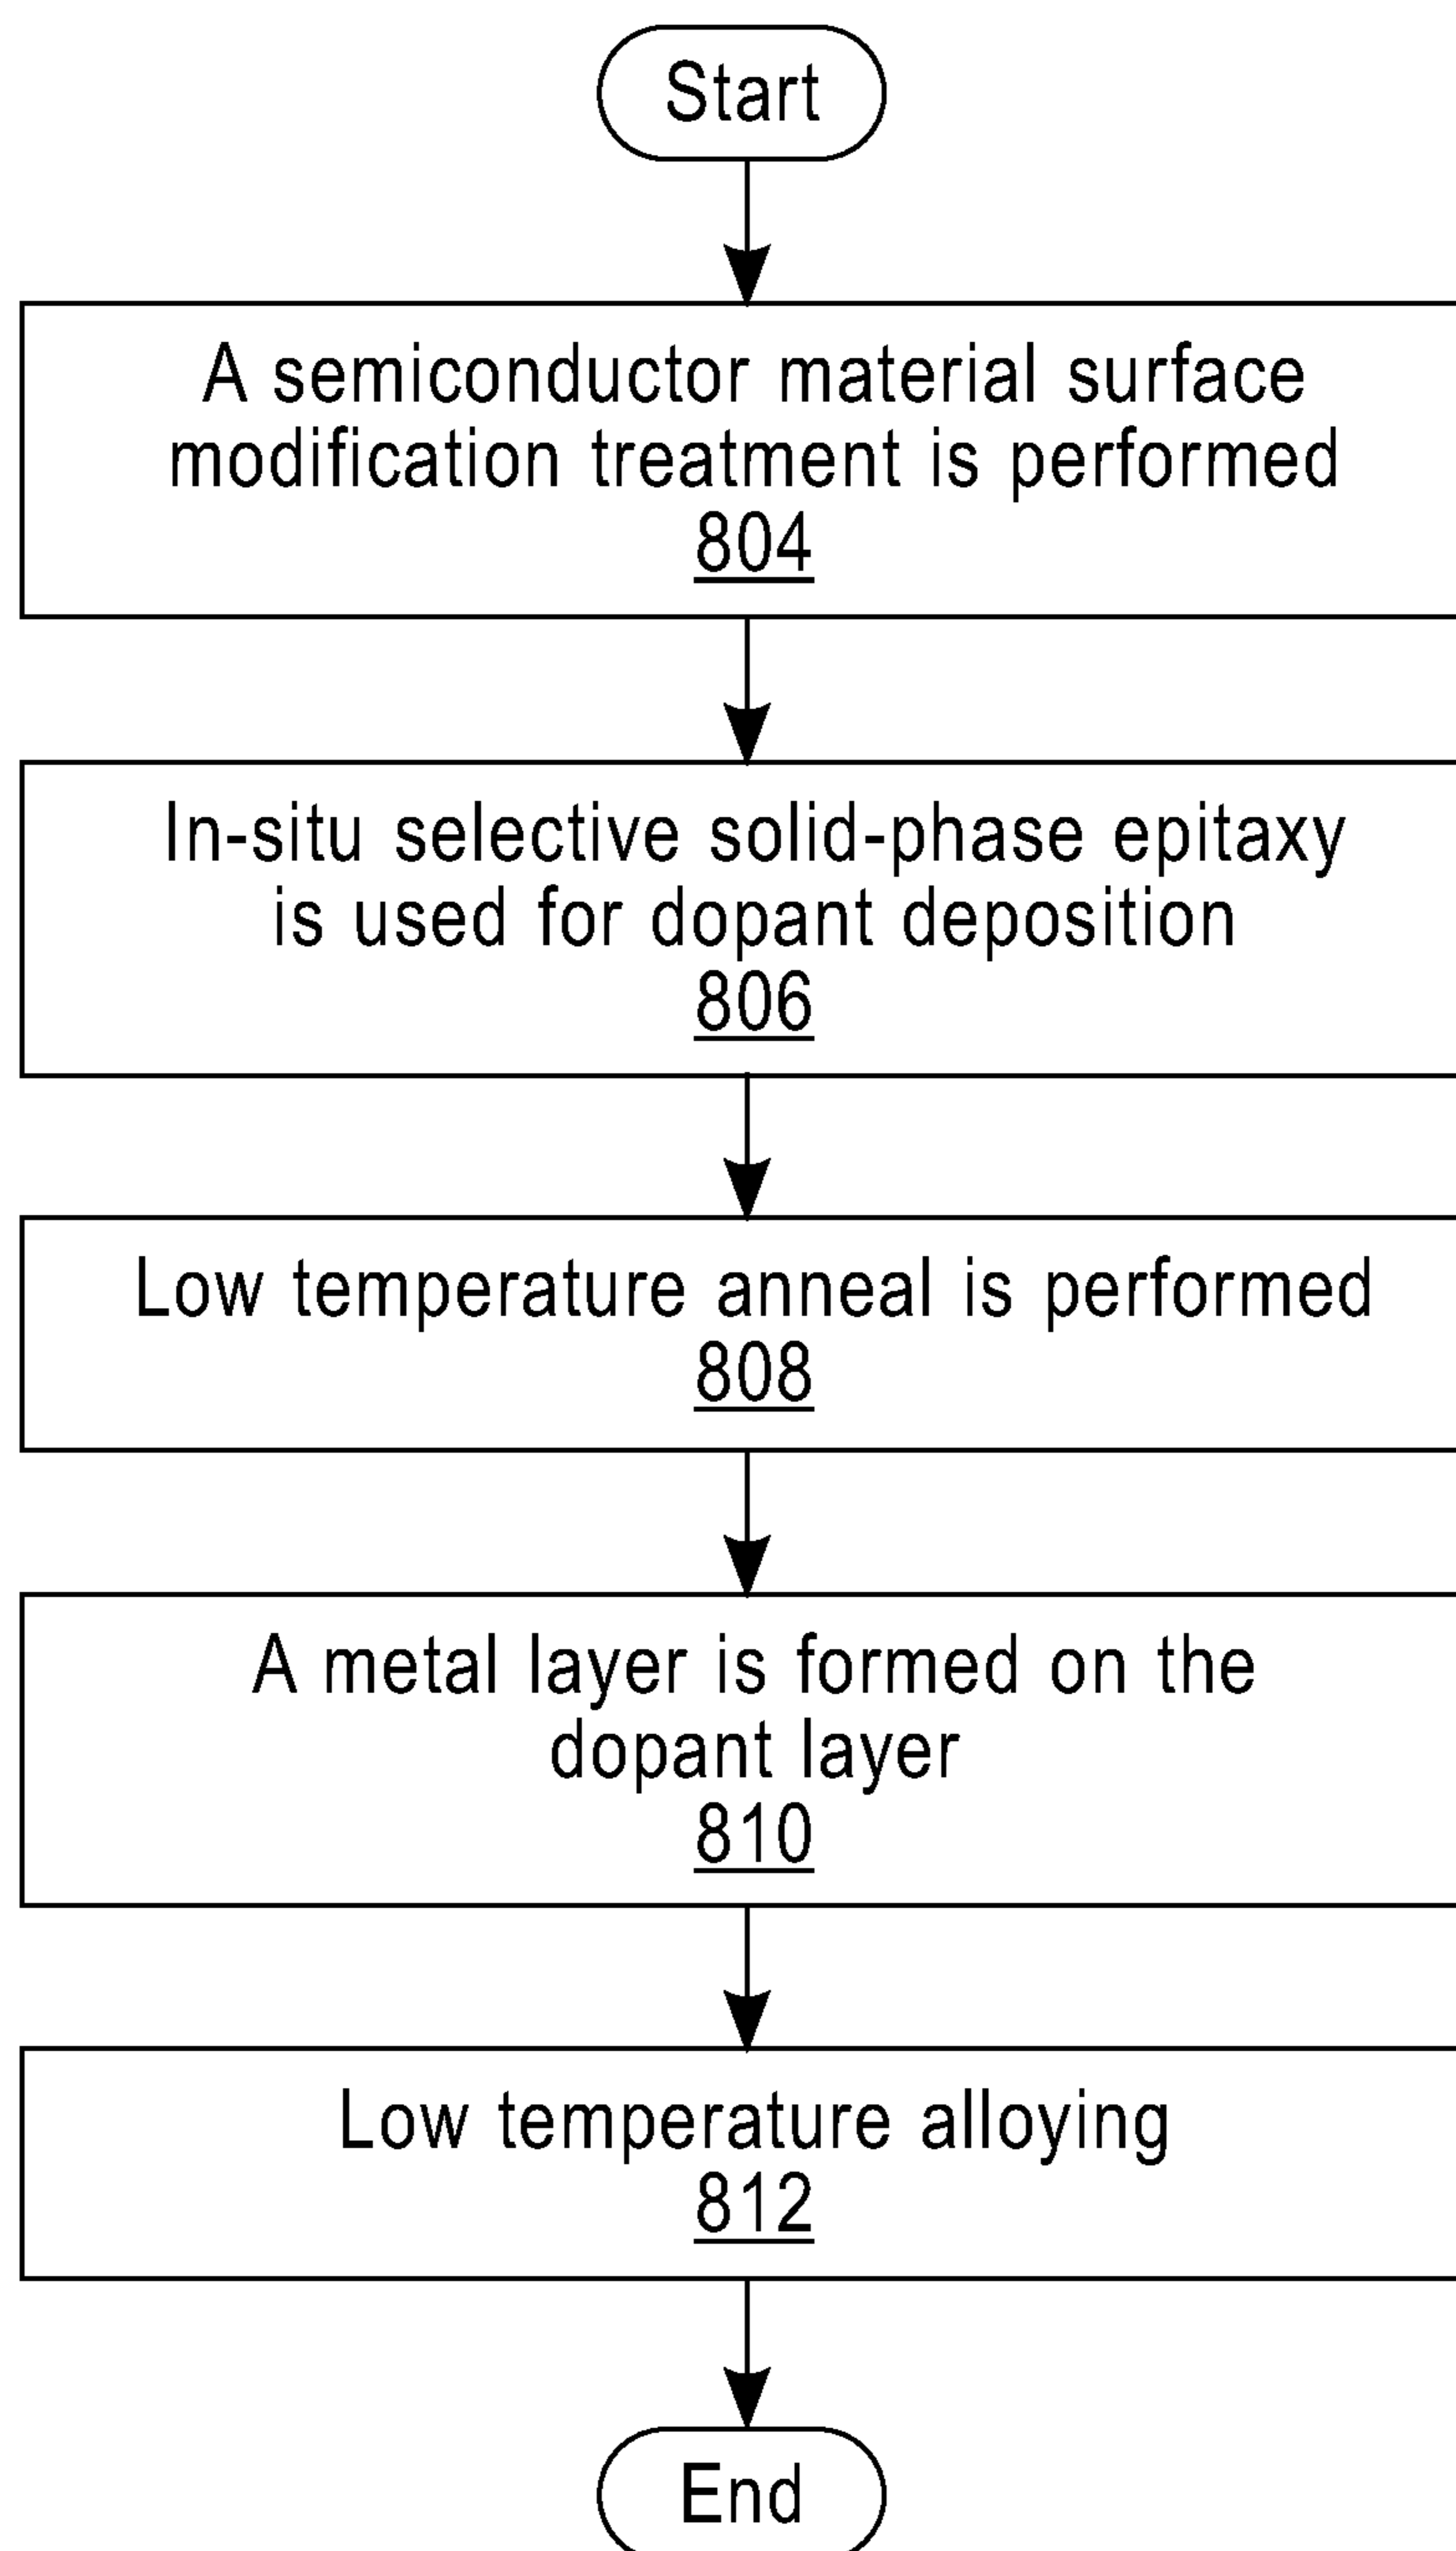 Start
A semiconductor material surface
modification treatment is performed
804
In-situ selective solid-phase epitaxy
is used for dopant deposition
806
Low temperature anneal is performed
808
A metal layer is formed on the
dopant layer
810
Low temperature alloying
812
End